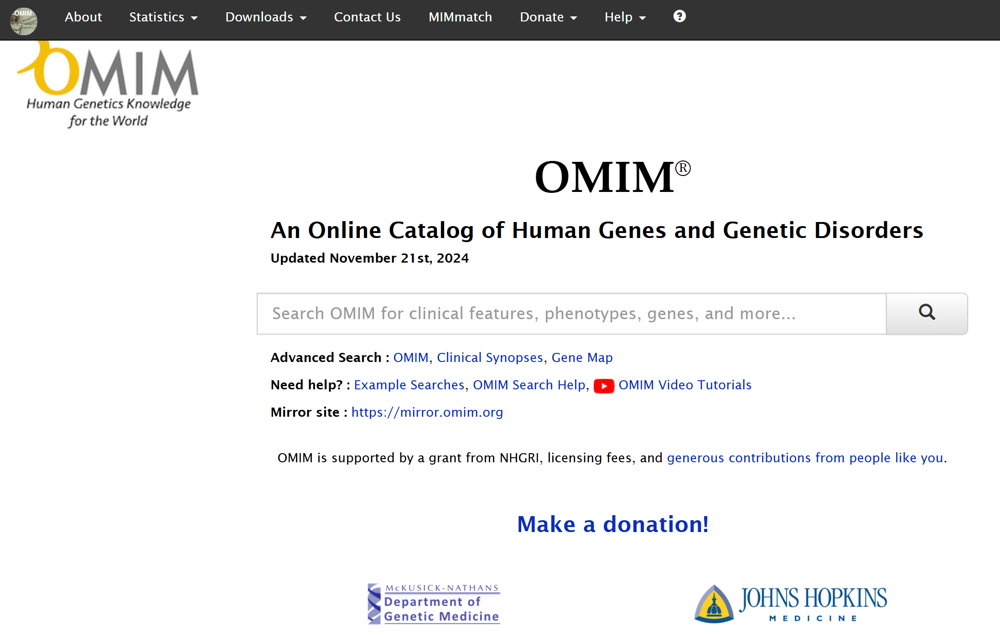 OMIM
About Statistics Downloads Contact Us MIMmatch Donate Help ?
OMIM
Human Genetics Knowledge
for the World
OMIM®
An Online Catalog of Human Genes and Genetic Disorders
Updated November 21st, 2024
Search OMIM for clinical features, phenotypes, genes, and more...
Advanced Search : OMIM, Clinical Synopses, Gene Map
Need help? : Example Searches, OMIM Search Help, OMIM Video Tutorials
Mirror site : https://mirror.omim.org
OMIM is supported by a grant from NHGRI, licensing fees, and generous contributions from people like you.
Make a donation!
McKUSICK-NATHANS
Department of
Genetic Medicine
JOHNS HOPKINS
MEDICINE